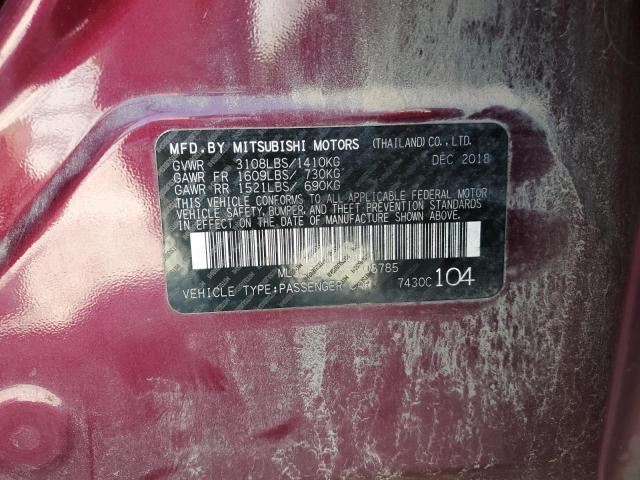 MFD.BY MITSUBISHI MOTORS (THAILAND)CO.,LTD.
GVWR 3108LBS/1410KG DEC 2018
GAWR FR 1609LBS/ 730KG
GAWR RR 1521LBS/ 690KG
THIS VEHICLE CONFORMS TO ALL APPLICABLE FEDERAL MOTOR
VEHICLE SAFETY, BUMPER, AND THEFT PREVENTION STANDARDS
IN EFFECT ON THE DATE OF MANUFACTURE SHOWN ABOVE.
VEHICLE TYPE:PASSENGER CAR 7430C 104